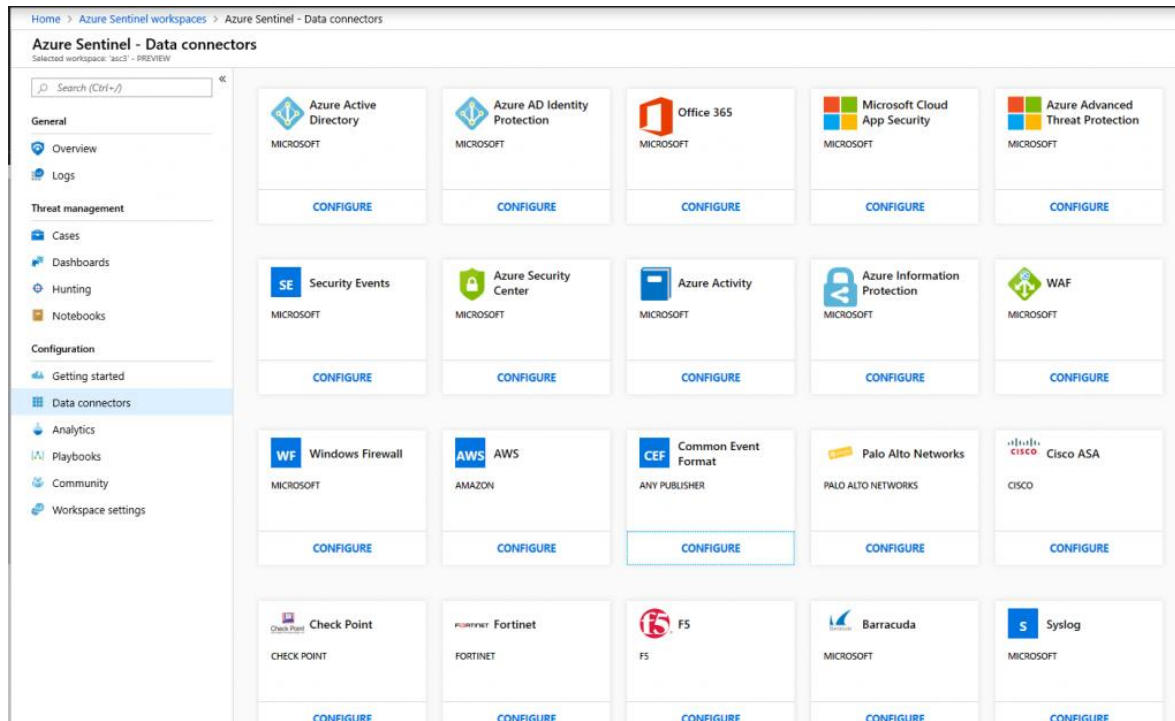 Home > Azure Sentinel workspaces > Azure Sentinel - Data connectors
Azure Sentinel - Data connectors
Selected workspace: 'asc3' - PREVIEW
Search (Ctrl+/)
«
General
Overview
Logs
Threat management
Cases
Dashboards
Hunting
Notebooks
Configuration
Getting started
Data connectors
Analytics
Playbooks
Community
Workspace settings
Azure Active
Directory
MICROSOFT
CONFIGURE
Azure AD Identity
Protection
MICROSOFT
CONFIGURE
Office 365
MICROSOFT
CONFIGURE
Microsoft Cloud
App Security
MICROSOFT
CONFIGURE
Azure Advanced
Threat Protection
MICROSOFT
CONFIGURE
SE Security Events
MICROSOFT
CONFIGURE
Azure Security
Center
MICROSOFT
CONFIGURE
Azure Activity
MICROSOFT
CONFIGURE
Azure Information
Protection
MICROSOFT
CONFIGURE
WAF
MICROSOFT
CONFIGURE
WF Windows Firewall
MICROSOFT
CONFIGURE
AWS AWS
AMAZON
CONFIGURE
CEF Common Event
Format
ANY PUBLISHER
CONFIGURE
Palo Alto Networks
PALO ALTO NETWORKS
CONFIGURE
CISCO Cisco ASA
CISCO
CONFIGURE
Check Point Check Point
CHECK POINT
CONFIGURE
FORTINET Fortinet
FORTINET
CONFIGURE
f5 F5
F5
CONFIGURE
Barracuda Barracuda
MICROSOFT
CONFIGURE
S Syslog
MICROSOFT
CONFIGURE